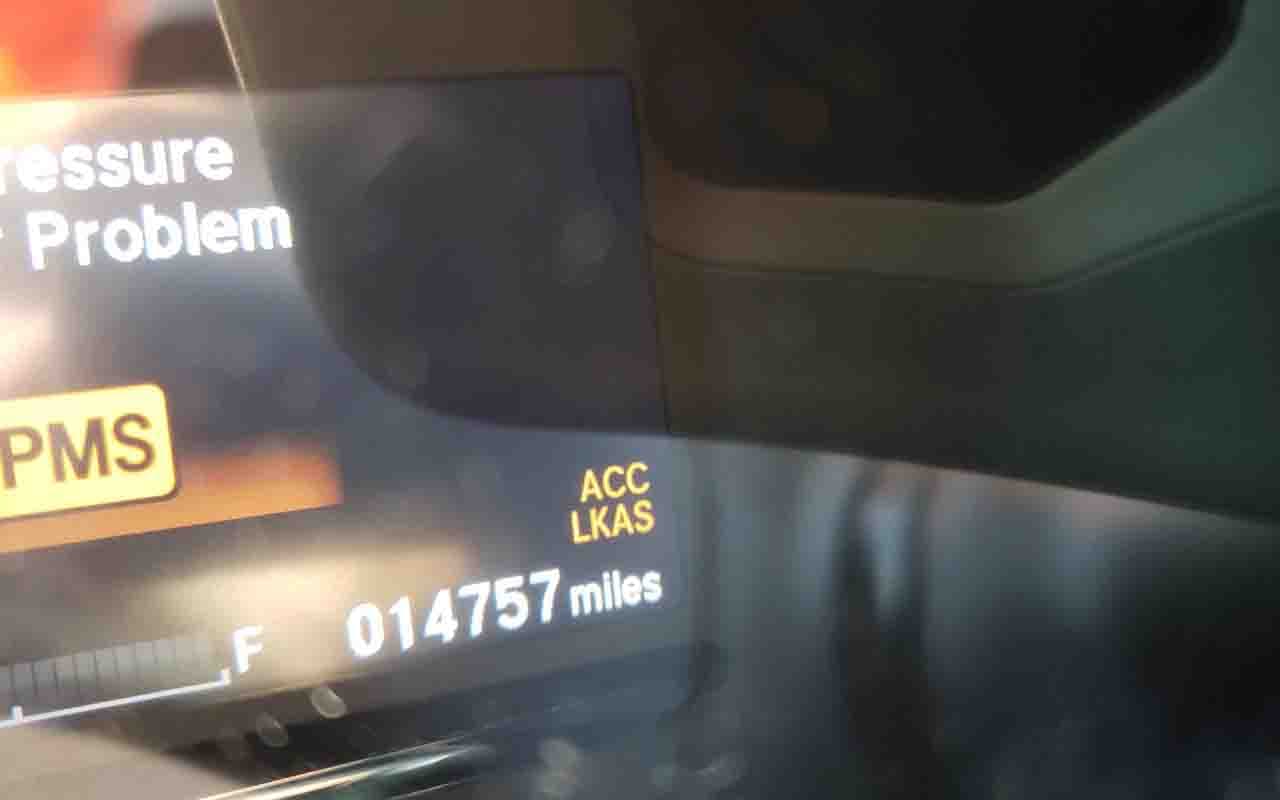 ressure
Problem
PMS
ACC
LKAS
F
014757 miles